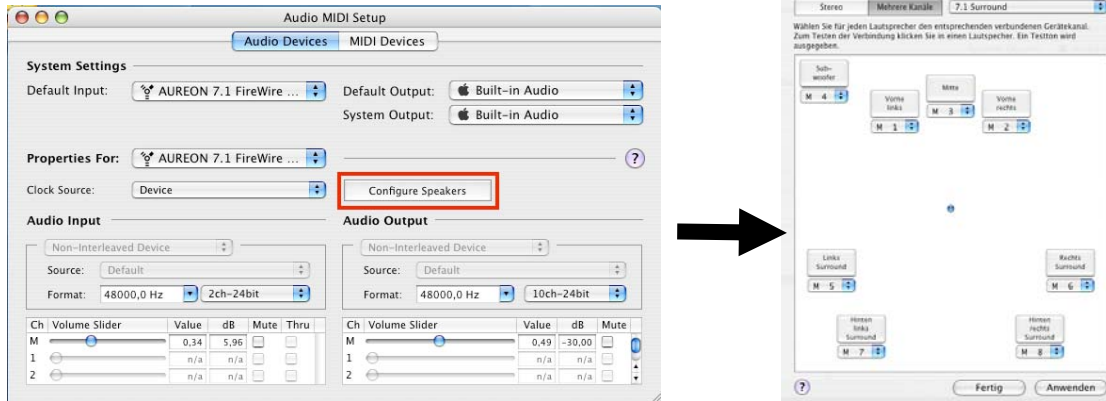 Audio MIDI Setup
Audio Devices MIDI Devices
System Settings
Default Input: AUREON 7.1 FireWire ... Default Output: Built-in Audio
System Output: Built-in Audio
Properties For: AUREON 7.1 FireWire ... ?
Clock Source: Device Configure Speakers
Audio Input Audio Output
Non-Interleaved Device Non-Interleaved Device
Source: Default Source: Default
Format: 48000,0 Hz 2ch-24bit Format: 48000,0 Hz 10ch-24bit
Ch Volume Slider Value dB Mute Thru Ch Volume Slider Value dB Mute
M 0,34 5,96 M 0,49 -30,00
1 n/a n/a 1 n/a n/a
2 n/a n/a 2 n/a n/a
Stereo Mehrere Kanäle 7.1 Surround
Wählen Sie für jeden Lautsprecher den entsprechenden verbundenen Gerätekanal.
Zum Testen der Verbindung klicken Sie in einen Lautspecher. Ein Testton wird
ausgegeben.
Sub-
woofer
M 4
Vorne
links
M 1
Mitte
M 3
Vorne
rechts
M 2
Links
Surround
M 5
Rechts
Surround
M 6
Hinten
links
Surround
M 7
Hinten
rechts
Surround
M 8
? Fertig Anwenden